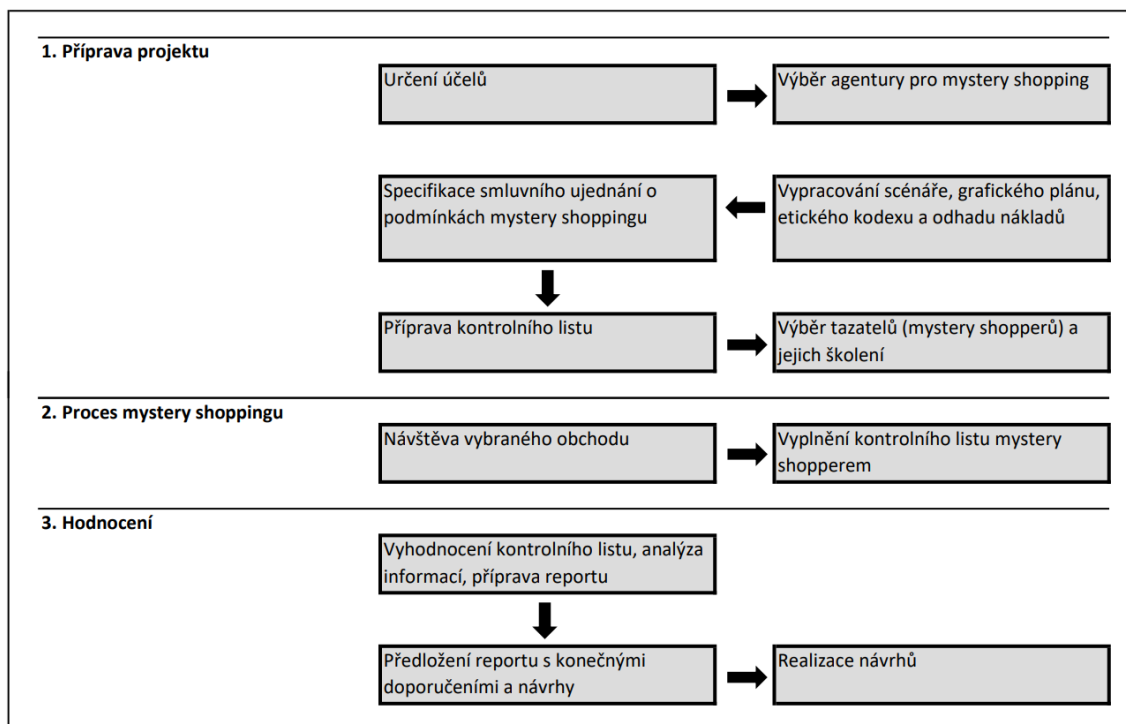 1. Příprava projektu
Určení účelů
Výběr agentury pro mystery shopping
Specifikace smluvního ujednání o
podmínkách mystery shoppingu
Vypracování scénáře, grafického plánu,
etického kodexu a odhadu nákladů
Příprava kontrolního listu
Výběr tazatelů (mystery shopperů) a
jejich školení
2. Proces mystery shoppingu
Návštěva vybraného obchodu
Vyplnění kontrolního listu mystery
shopperem
3. Hodnocení
Vyhodnocení kontrolního listu, analýza
informací, příprava reportu
Předložení reportu s konečnými
doporučeními a návrhy
Realizace návrhů